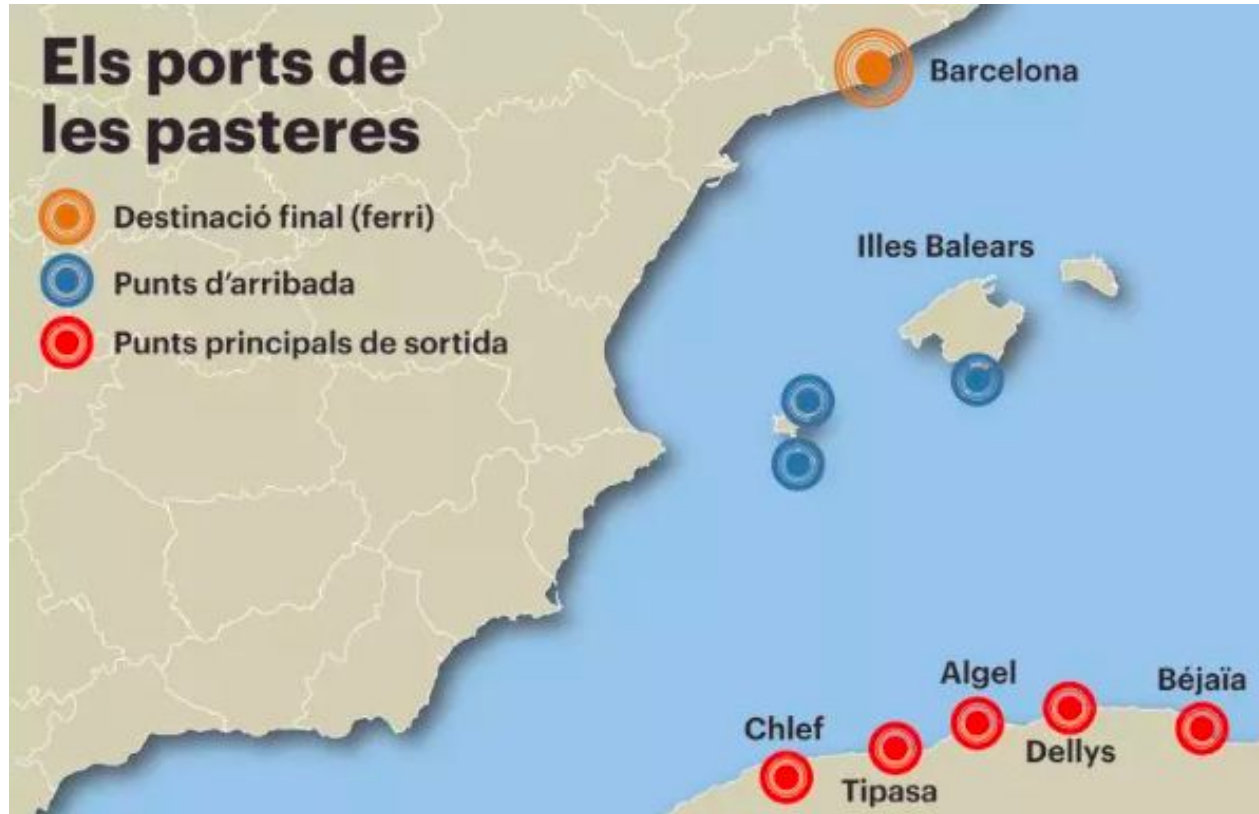 Els ports de
les pasteres
Destinació final (ferri)
Punts d'arribada
Punts principals de sortida
Barcelona
Illes Balears
Algel
Béjaïa
Chlef
Dellys
Tipasa